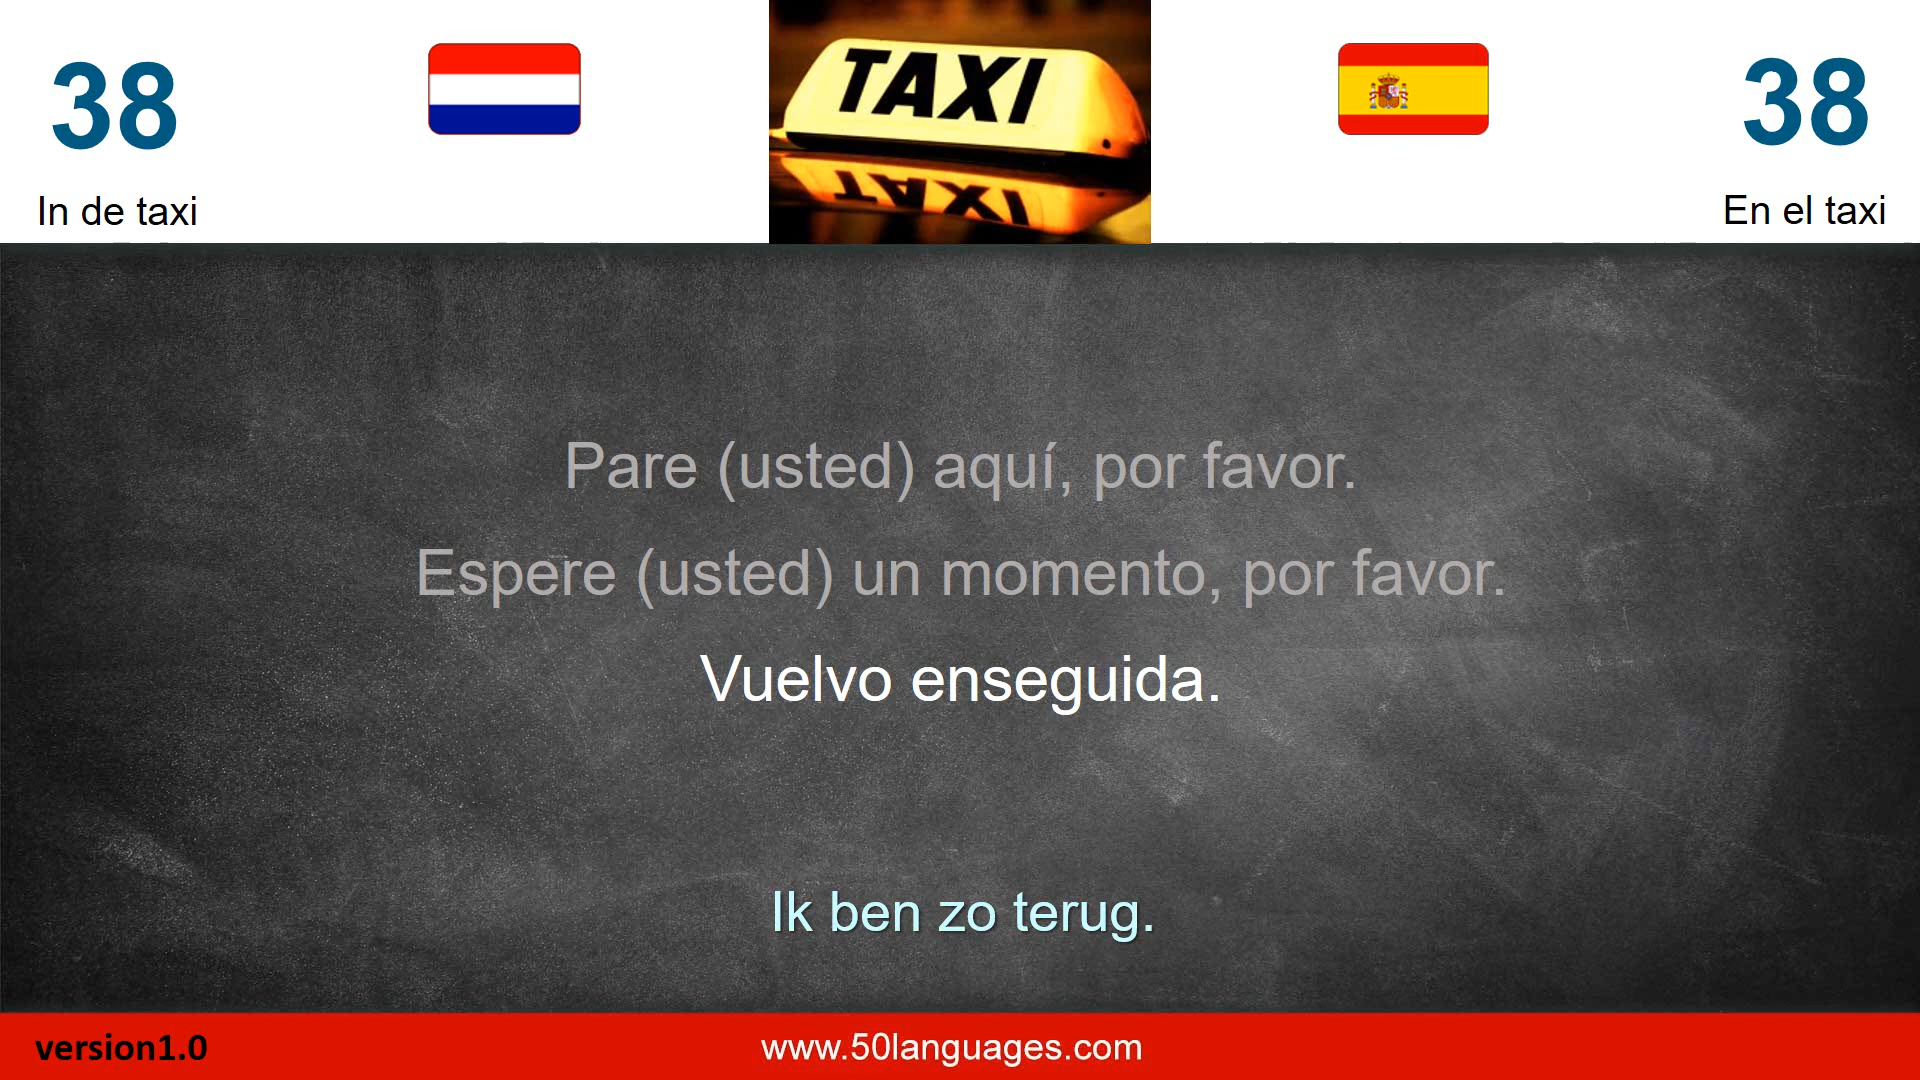 38
38
In de taxi
En el taxi
TAXI
Pare (usted) aquí, por favor.
Espere (usted) un momento, por favor.
Vuelvo enseguida.
Ik ben zo terug.
version1.0
www.50languages.com